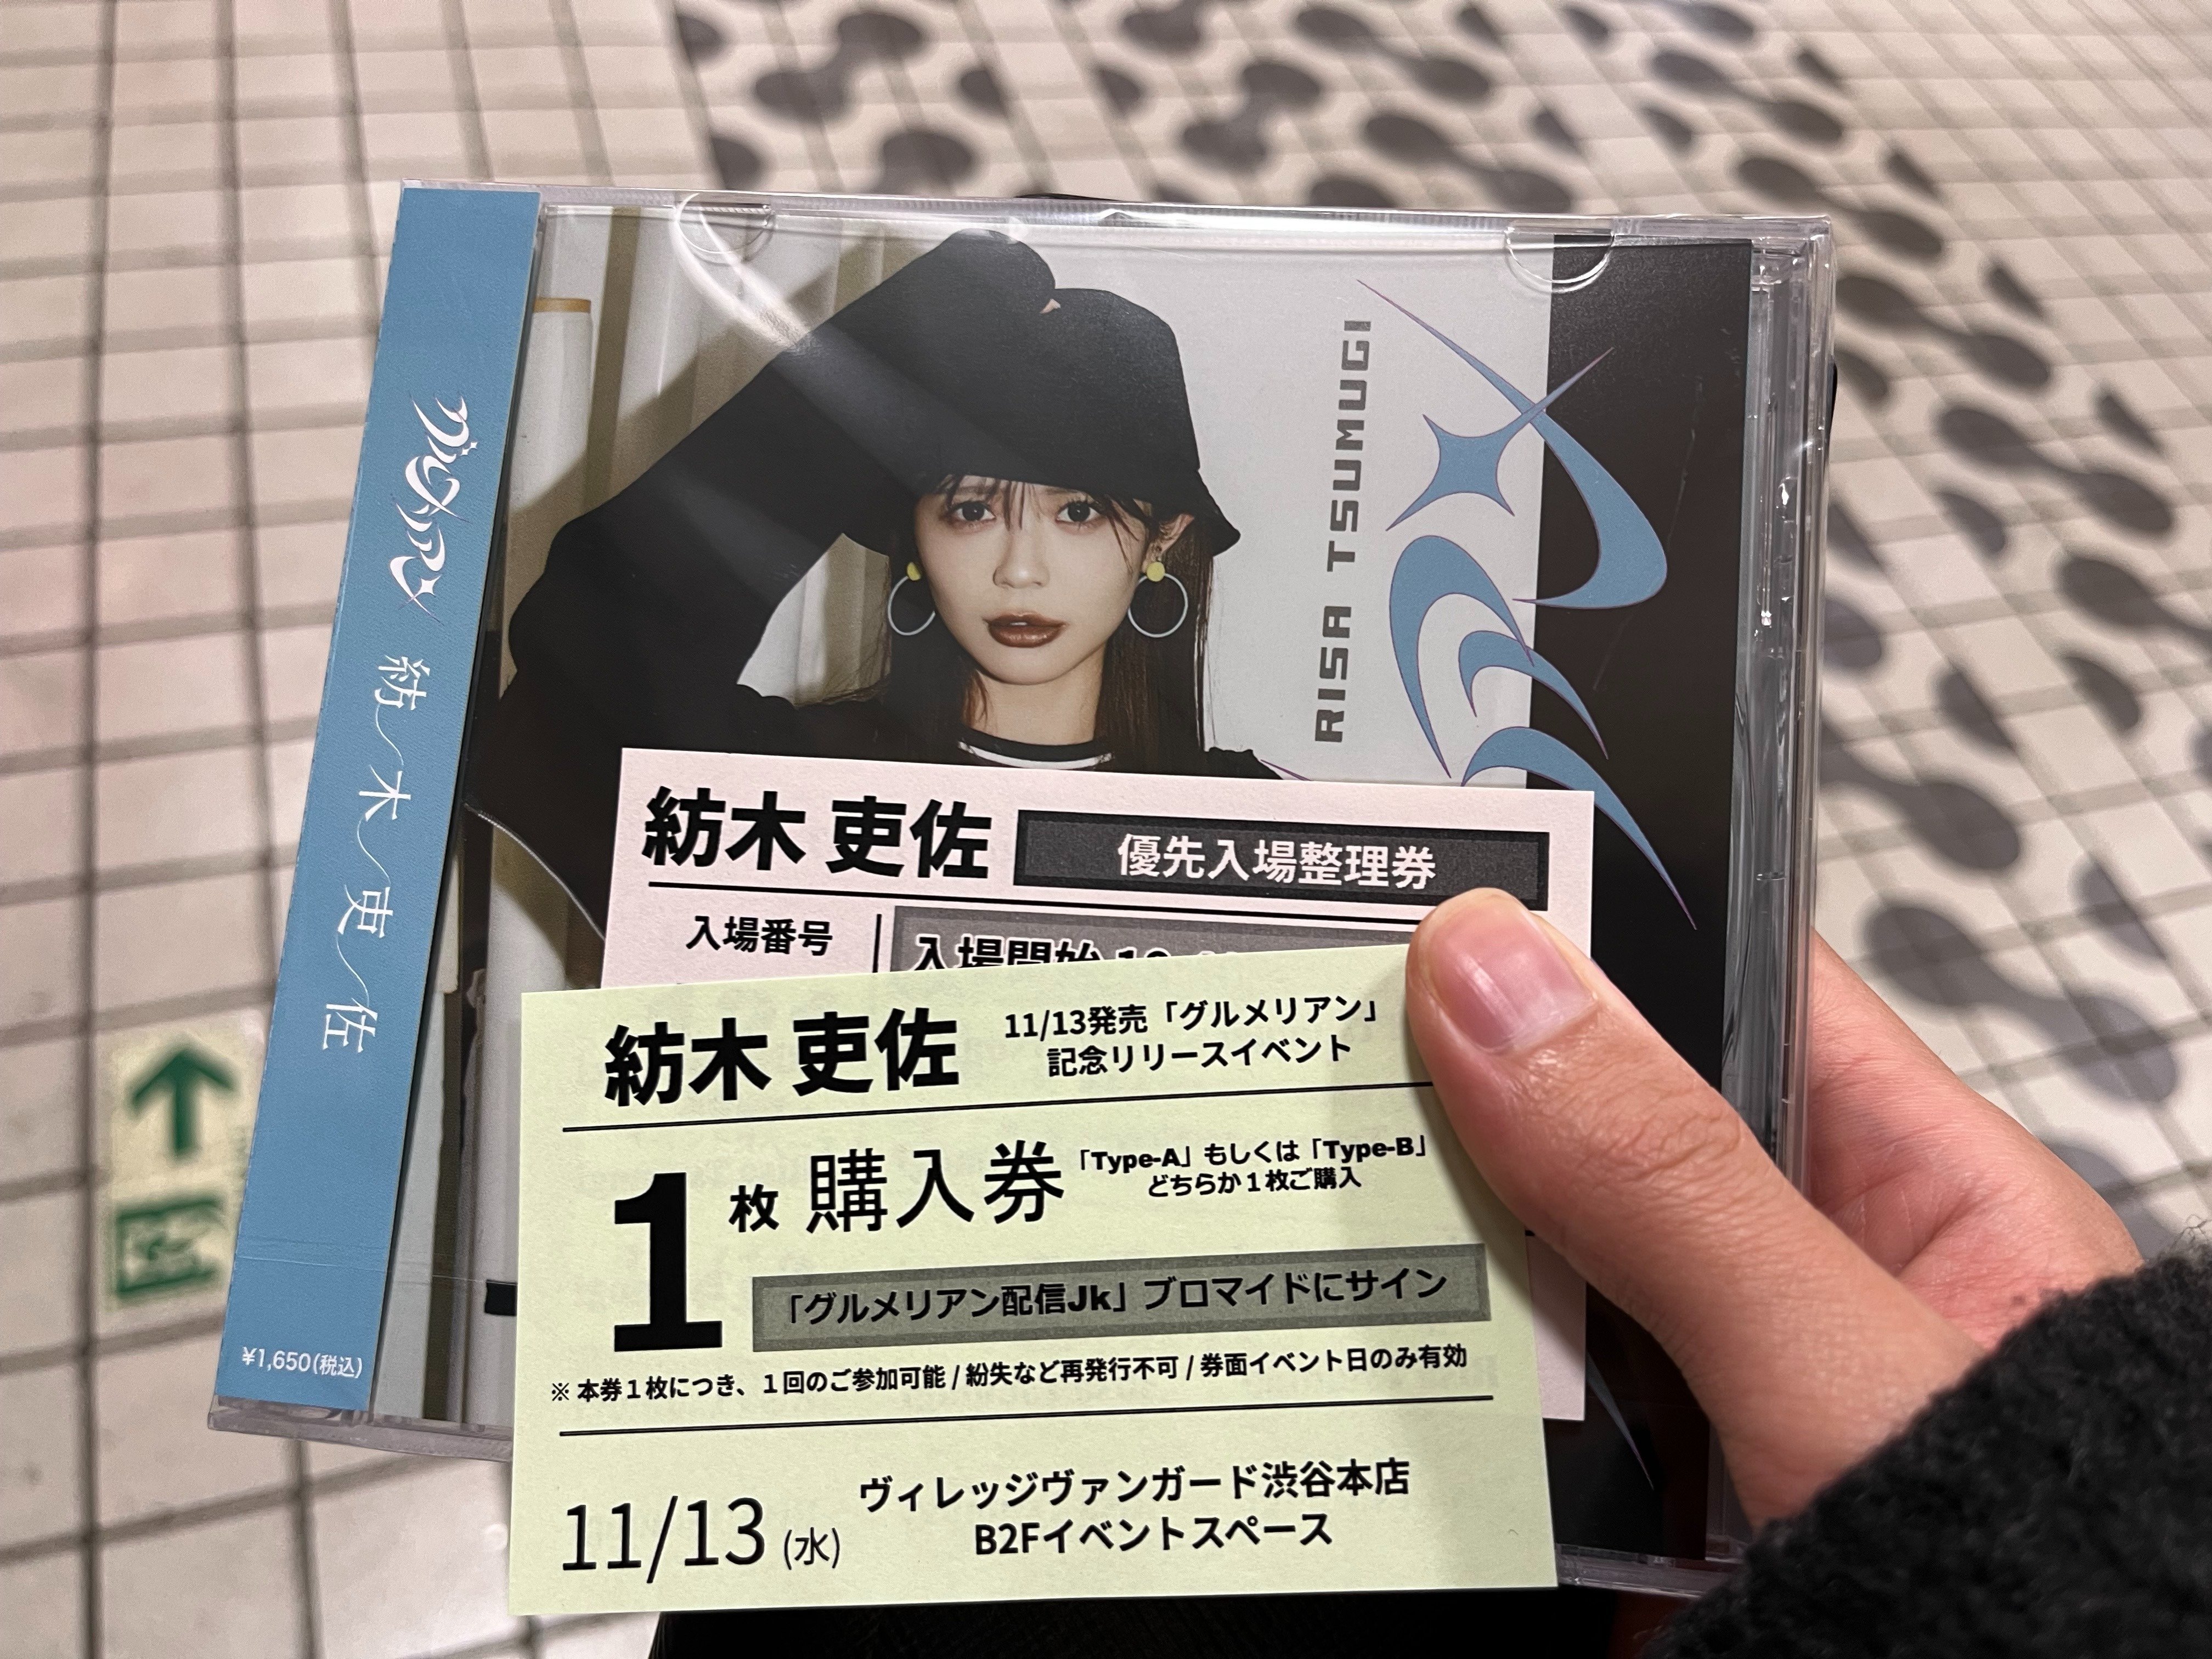 グルメリアン
紡木吏佐
¥1,650(税込)
RISA TSUMUGI
紡木 吏佐
優先入場整理券
入場番号
入場開始
紡木 吏佐
11/13発売「グルメリアン」
記念リリースイベント
1枚 購入券
「Type-A」もしくは「Type-B」
どちらか1枚ご購入
「グルメリアン配信Jk」ブロマイドにサイン
※ 本券1枚につき、1回のご参加可能 / 紛失など再発行不可 / 券面イベント日のみ有効
11/13 (水)
ヴィレッジヴァンガード渋谷本店
B2Fイベントスペース